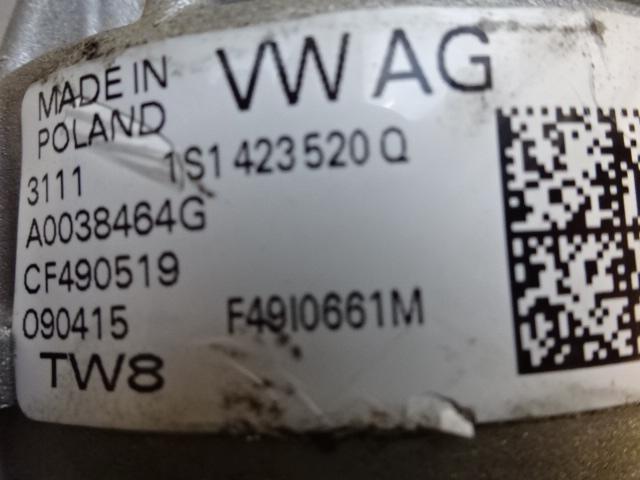 MADE IN POLAND VW AG
3111 1S1 423 520 Q
A0038464G
CF490519
090415 F49I0661M
TW8